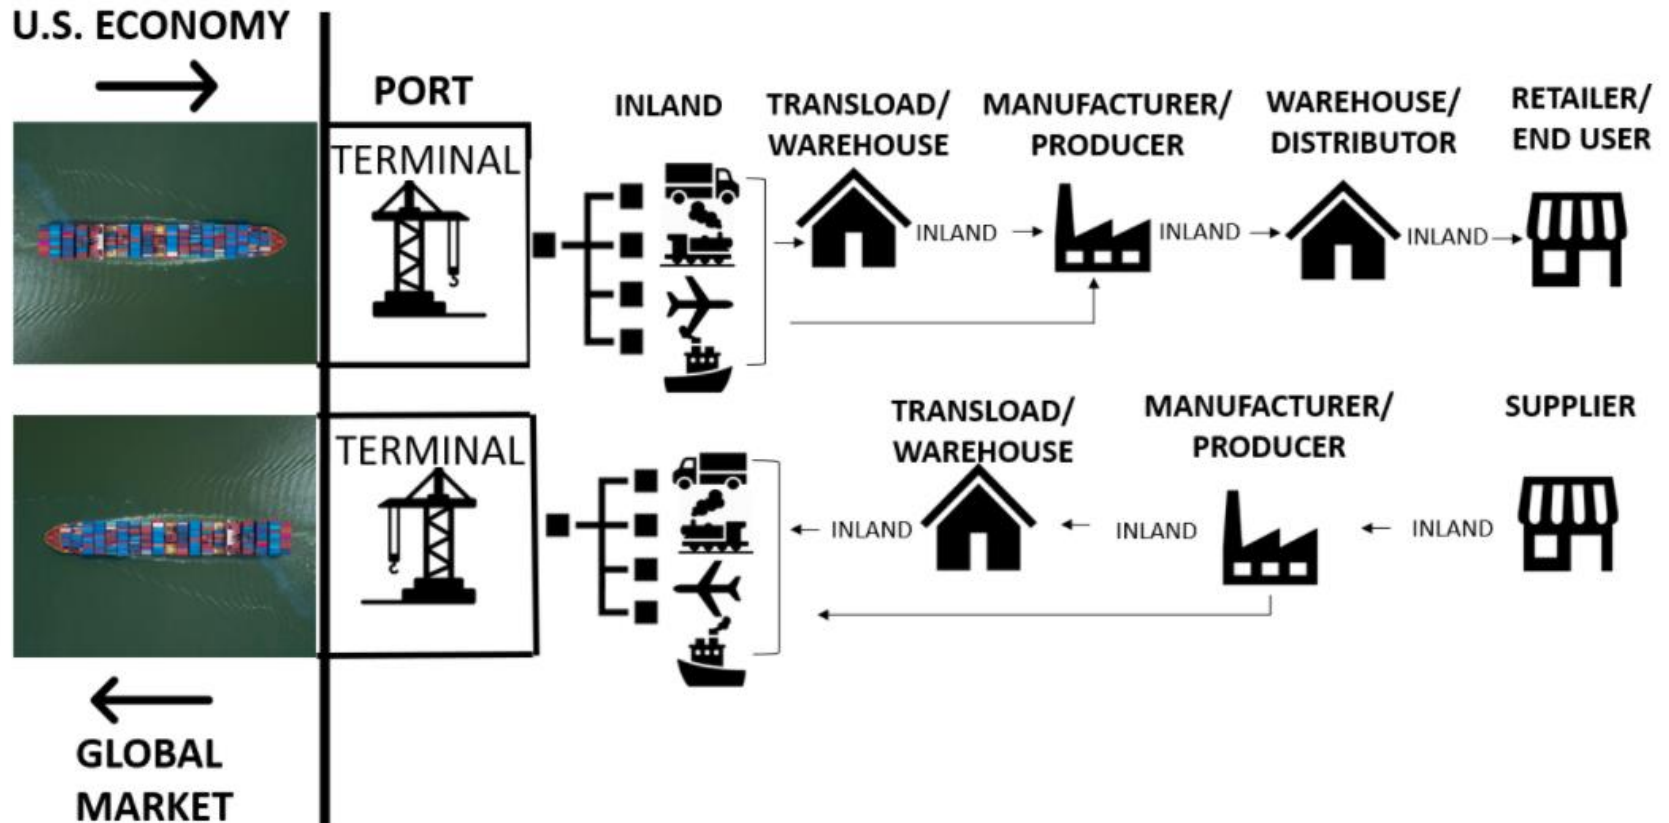 U.S. ECONOMY
PORT
TERMINAL
INLAND
TRANSLOAD/
WAREHOUSE
MANUFACTURER/
PRODUCER
WAREHOUSE/
DISTRIBUTOR
RETAILER/
END USER
INLAND
INLAND
INLAND
TERMINAL
TRANSLOAD/
WAREHOUSE
MANUFACTURER/
PRODUCER
SUPPLIER
INLAND
INLAND
INLAND
GLOBAL
MARKET